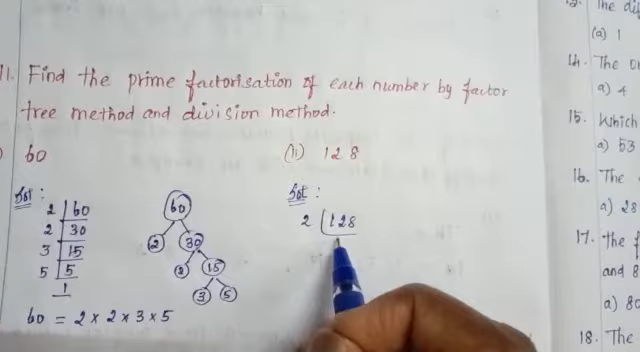 11. Find the prime factorisation of each number by factor
tree method and division method.
) 60
(ii) 128
Sol :
2 60
2 30
3 15
5 5
1
60
2 30
2 15
3 5
60 = 2 x 2 x 3 x 5
Sol :
2 128
The di
(a) 1
14. The
a) 4
15. Which
a) 53
16. The
a) 28
17. The f
and 8
a) 80
18. The